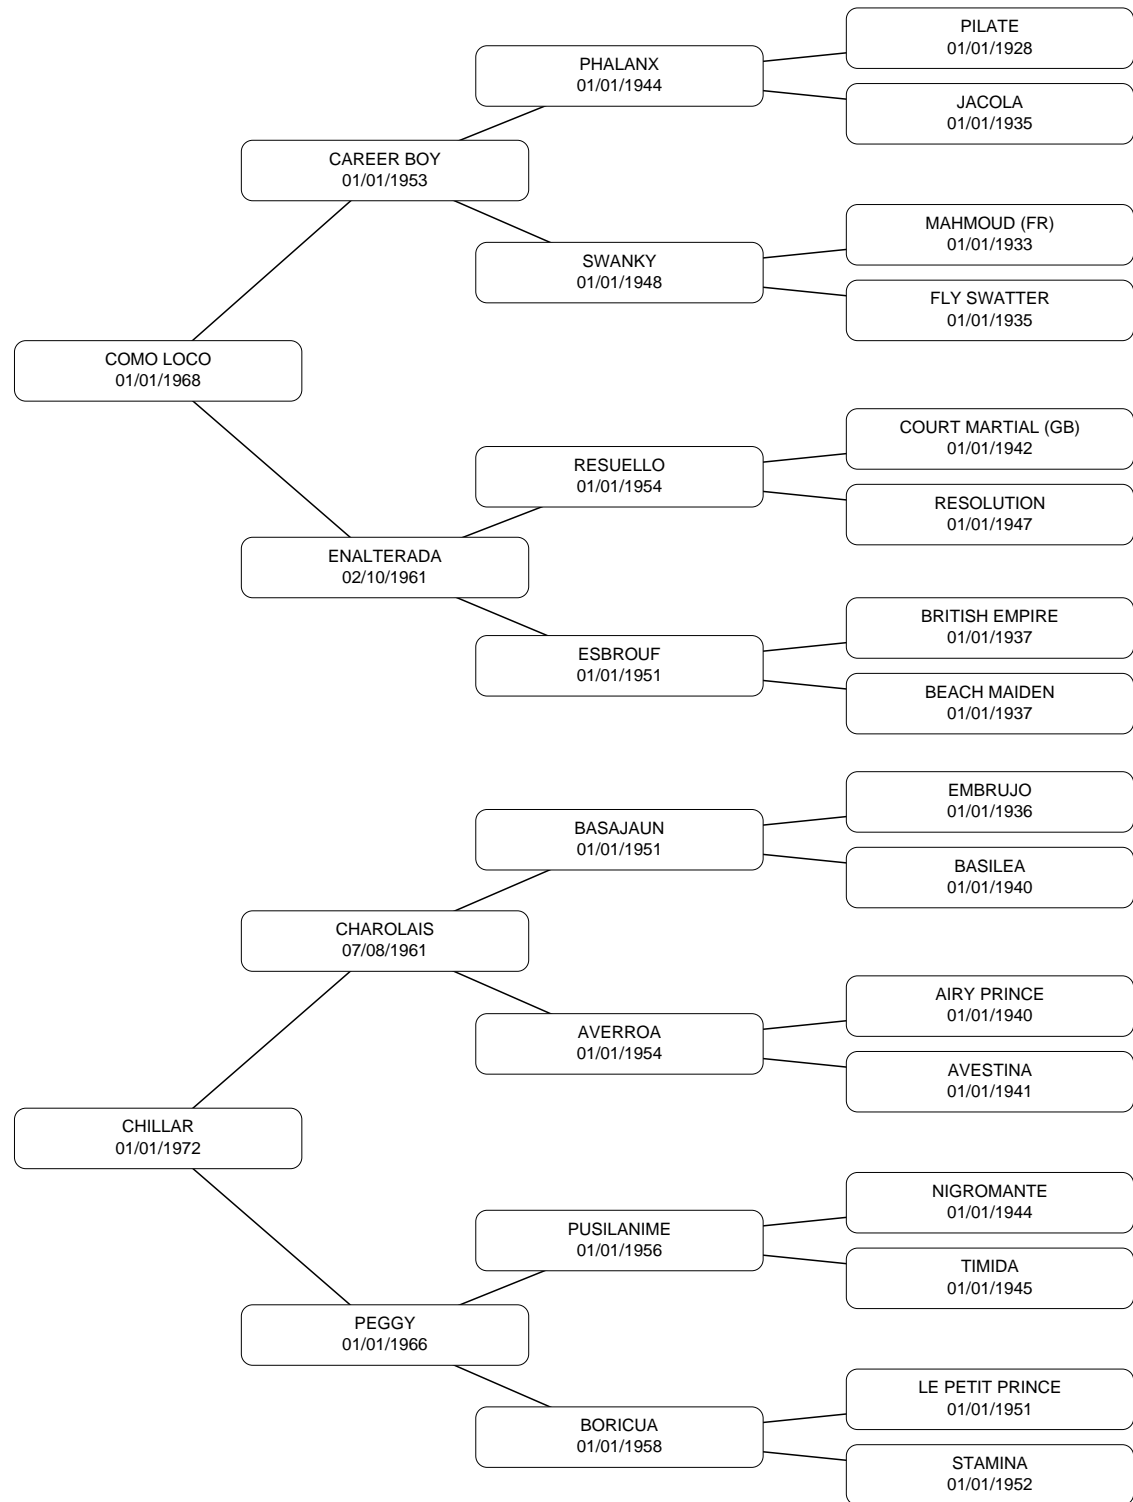 PILATE
01/01/1928
PHALANX
01/01/1944
JACOLA
01/01/1935
CAREER BOY
01/01/1953
MAHMOUD (FR)
01/01/1933
SWANKY
01/01/1948
FLY SWATTER
01/01/1935
COMO LOCO
01/01/1968
COURT MARTIAL (GB)
01/01/1942
RESUELLO
01/01/1954
RESOLUTION
01/01/1947
ENALTERADA
02/10/1961
BRITISH EMPIRE
01/01/1937
ESBROUF
01/01/1951
BEACH MAIDEN
01/01/1937
EMBRUJO
01/01/1936
BASAJAUN
01/01/1951
BASILEA
01/01/1940
CHAROLAIS
07/08/1961
AIRY PRINCE
01/01/1940
AVERROA
01/01/1954
AVESTINA
01/01/1941
CHILLAR
01/01/1972
NIGROMANTE
01/01/1944
PUSILANIME
01/01/1956
TIMIDA
01/01/1945
PEGGY
01/01/1966
LE PETIT PRINCE
01/01/1951
BORICUA
01/01/1958
STAMINA
01/01/1952